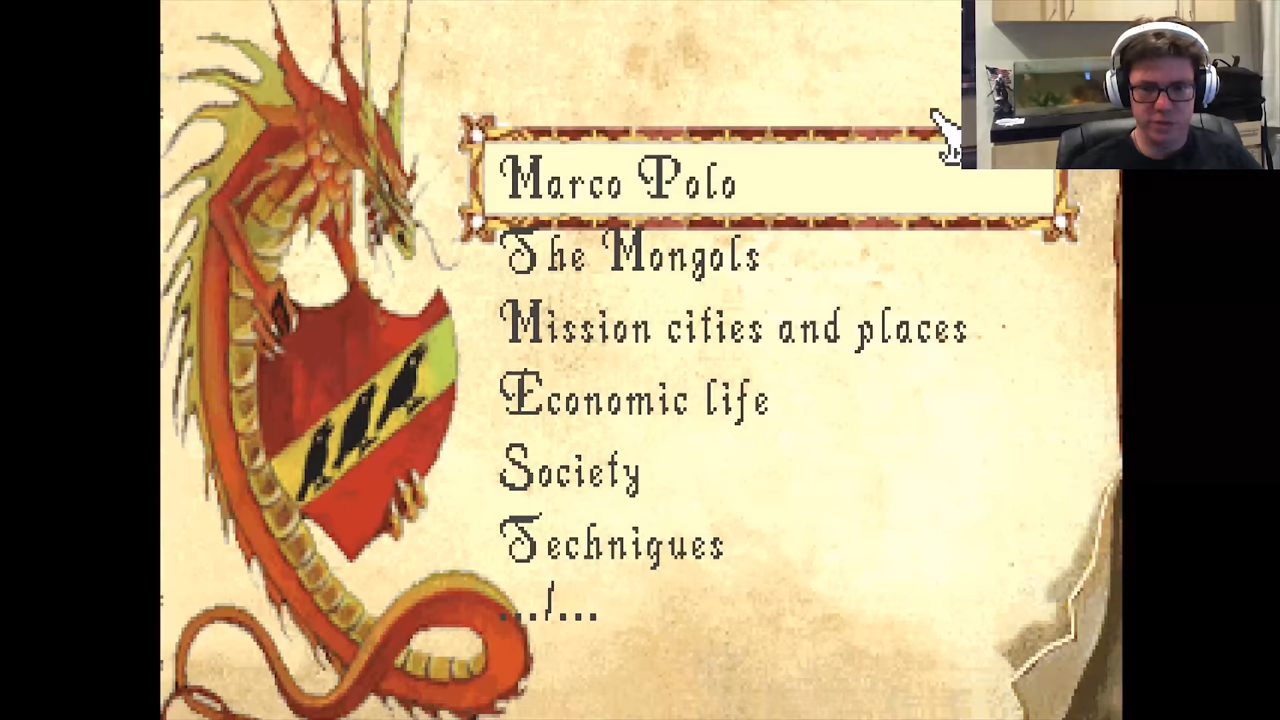 Marco Polo
The Mongols
Mission cities and places
Economic life
Society
Techniques
.../...